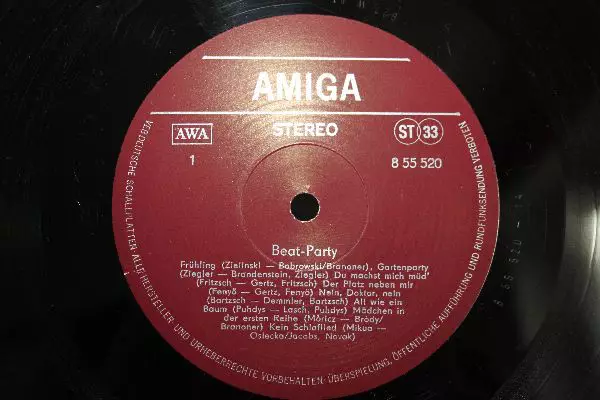 AMIGA
AWA
STEREO
ST 33
1
8 55 520
Beat-Party
Frühling (Zielinski — Bobrowski/Branoner), Gartenparty
(Ziegler — Brandenstein, Ziegler) Du machst mich müd'
(Fritzsch — Gertz, Fritzsch) Der Platz neben mir
(Fenyö — Gertz, Fenyö) Nein, Doktor, nein
(Bartzsch — Demmler, Bartzsch) All wie ein
Baum (Puhdys — Lasch, Puhdys) Mädchen in
der ersten Reihe (Móricz — Bródy/
Branoner) Kein Schlaflied (Mikua —
Osiecka/Jacobs, Novak)
VEB DEUTSCHE SCHALLPLATTEN · ALLE HERSTELLER- UND URHEBERRECHTE VORBEHALTEN · ÜBERSPIELUNG, ÖFFENTLICHE AUFFÜHRUNG UND RUNDFUNKSENDUNG VERBOTEN